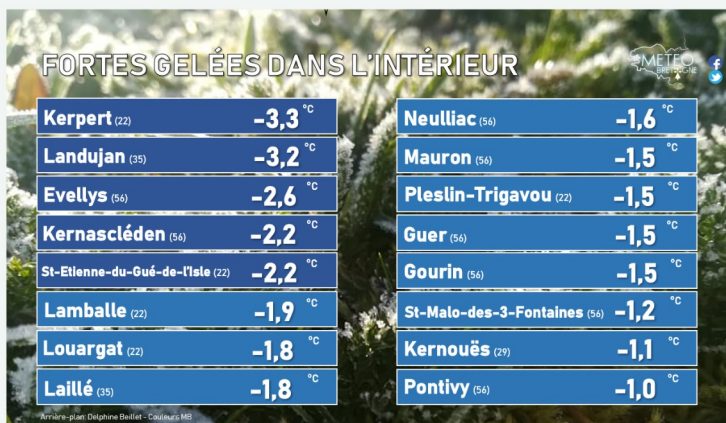 FORTES GELÉES DANS L'INTÉRIEUR
METEO
BRETAGNE
Kerpert (22) -3,3 °C
Landujan (35) -3,2 °C
Evellys (56) -2,6 °C
Kernascléden (56) -2,2 °C
St-Etienne-du-Gué-de-l'Isle (22) -2,2 °C
Lamballe (22) -1,9 °C
Louargat (22) -1,8 °C
Laillé (35) -1,8 °C
Neulliac (56) -1,6 °C
Mauron (56) -1,5 °C
Pleslin-Trigavou (22) -1,5 °C
Guer (56) -1,5 °C
Gourin (56) -1,5 °C
St-Malo-des-3-Fontaines (56) -1,2 °C
Kernouës (29) -1,1 °C
Pontivy (56) -1,0 °C
Arrière-plan: Delphine Beillet - Couleurs MB